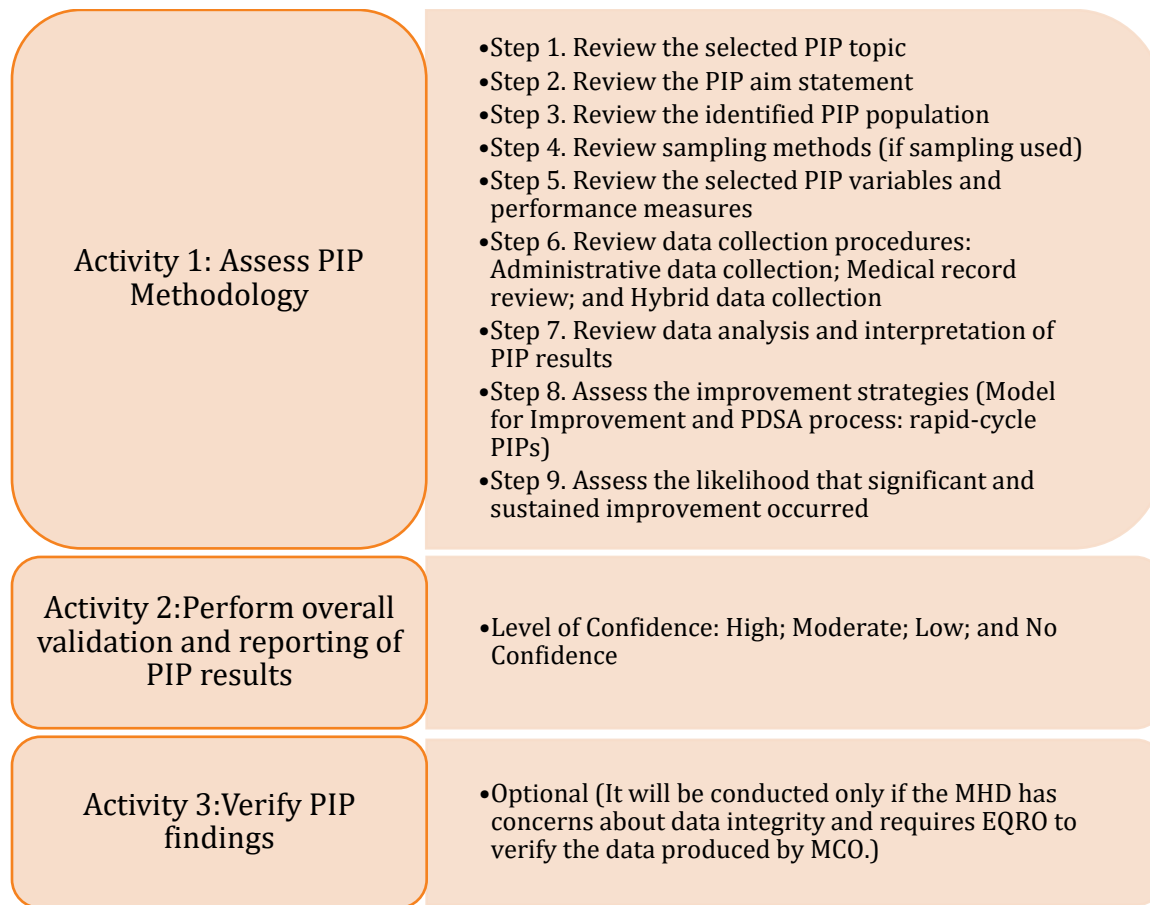 Activity 1: Assess PIP
Methodology
•Step 1. Review the selected PIP topic
•Step 2. Review the PIP aim statement
•Step 3. Review the identified PIP population
•Step 4. Review sampling methods (if sampling used)
•Step 5. Review the selected PIP variables and
performance measures
•Step 6. Review data collection procedures:
Administrative data collection; Medical record
review; and Hybrid data collection
•Step 7. Review data analysis and interpretation of
PIP results
•Step 8. Assess the improvement strategies (Model
for Improvement and PDSA process: rapid-cycle
PIPs)
•Step 9. Assess the likelihood that significant and
sustained improvement occurred
Activity 2:Perform overall
validation and reporting of
PIP results
•Level of Confidence: High; Moderate; Low; and No
Confidence
Activity 3:Verify PIP
findings
•Optional (It will be conducted only if the MHD has
concerns about data integrity and requires EQRO to
verify the data produced by MCO.)